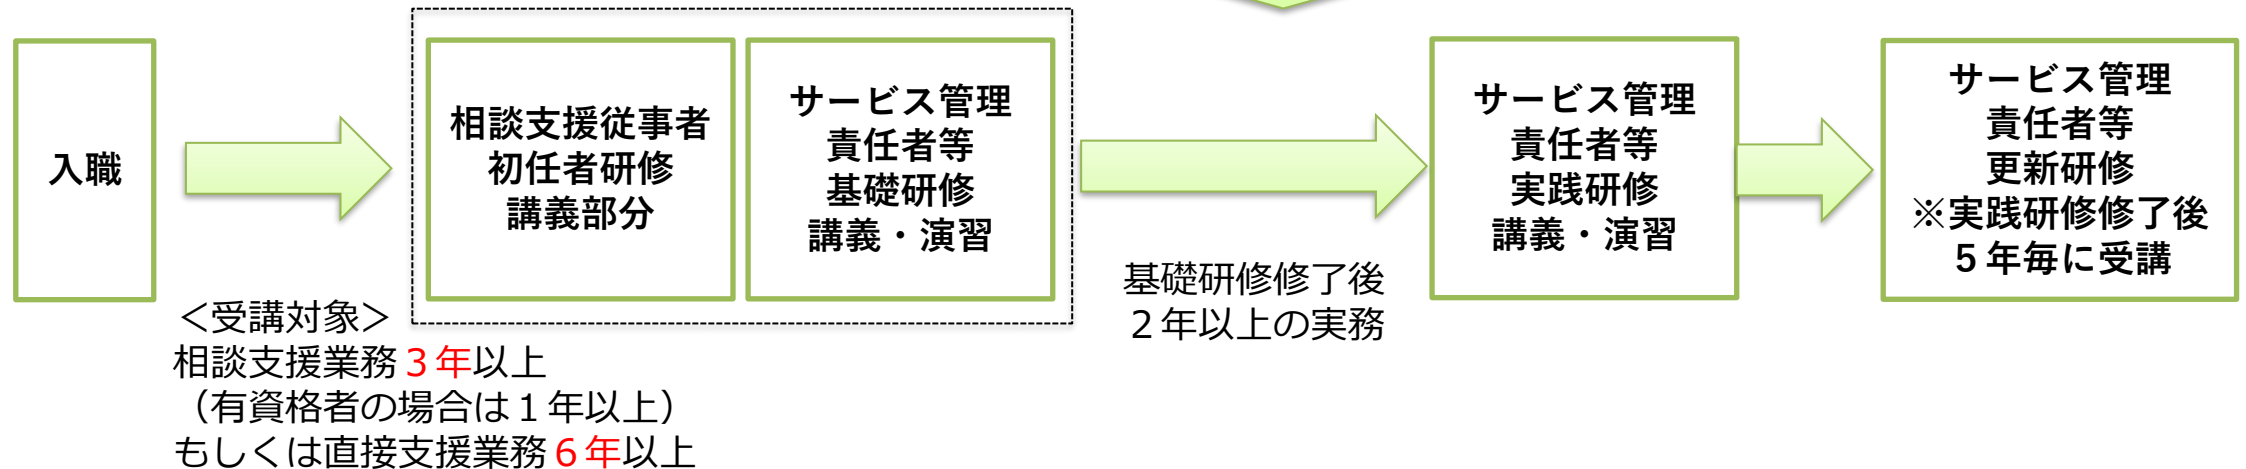 入職
＜受講対象＞
相談支援業務３年以上
（有資格者の場合は１年以上）
もしくは直接支援業務６年以上
相談支援従事者
初任者研修
講義部分
サービス管理
責任者等
基礎研修
講義・演習
基礎研修修了後
２年以上の実務
サービス管理
責任者等
実践研修
講義・演習
サービス管理
責任者等
更新研修
※実践研修修了後
５年毎に受講